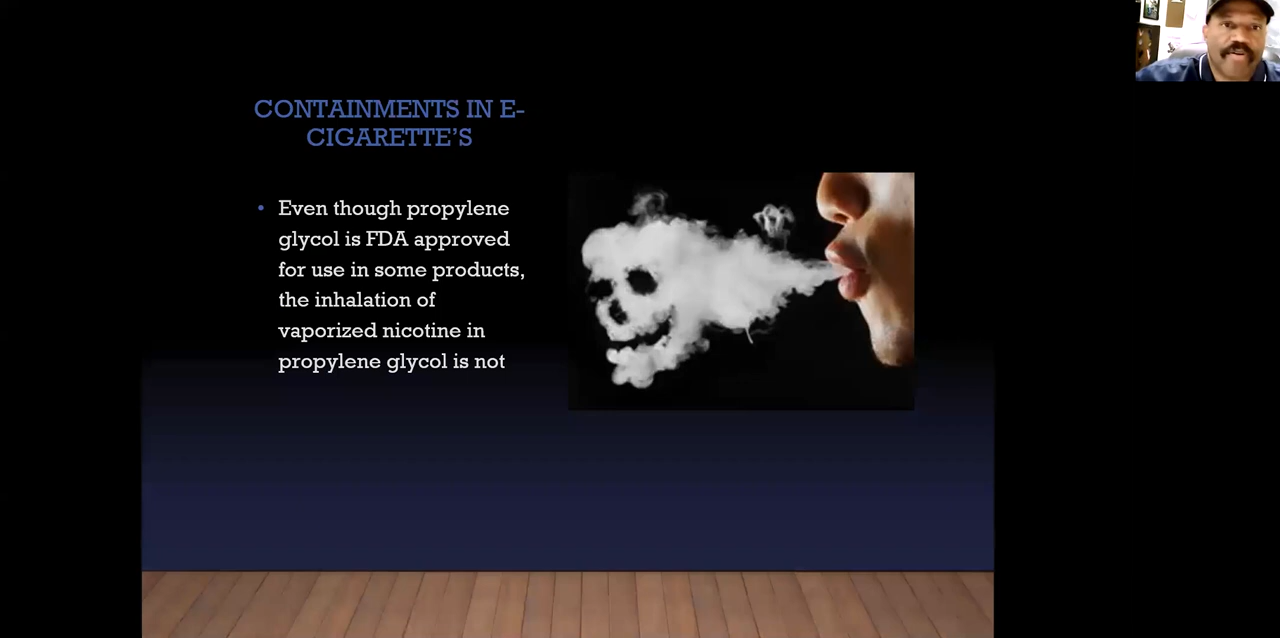 CONTAINMENTS IN E-
CIGARETTE'S
• Even though propylene
glycol is FDA approved
for use in some products,
the inhalation of
vaporized nicotine in
propylene glycol is not